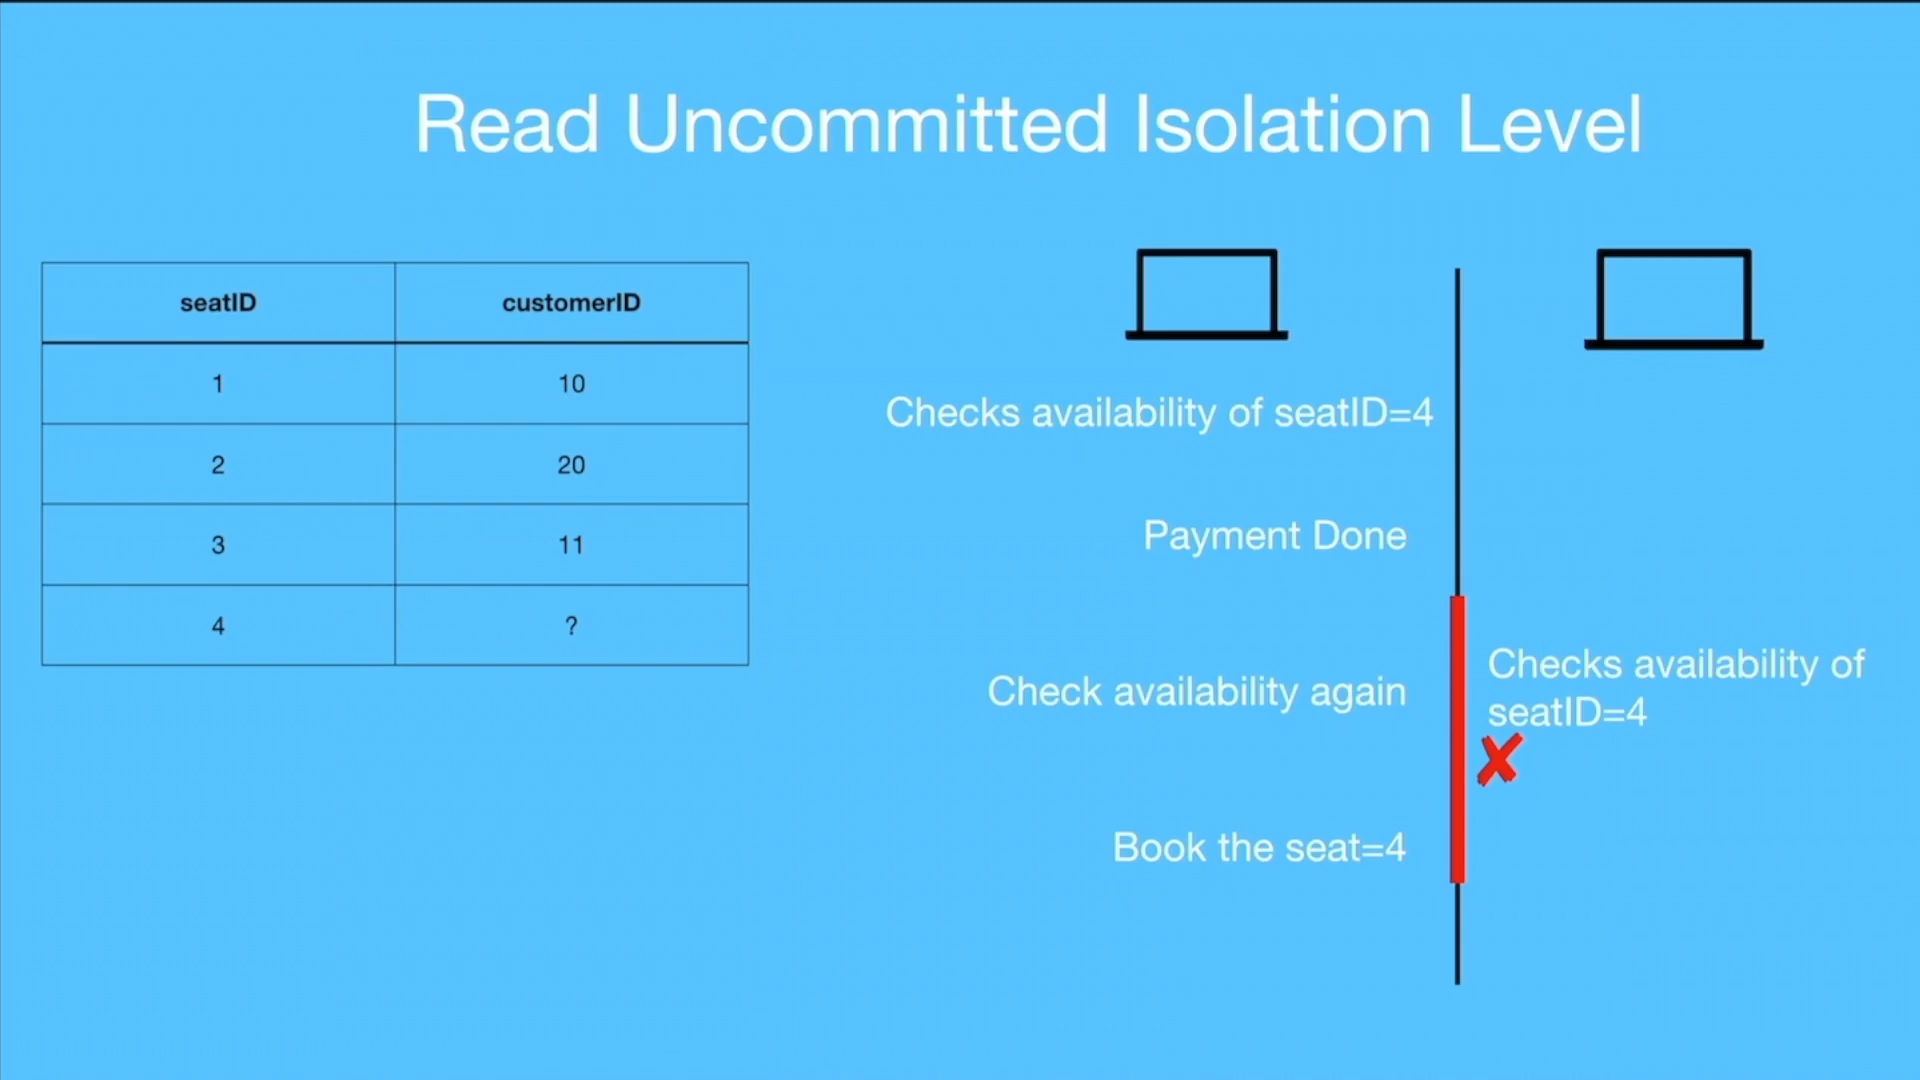 Read Uncommitted Isolation Level
seatID customerID
1 10
2 20
3 11
4 ?
Checks availability of seatID=4
Payment Done
Check availability again
Checks availability of
seatID=4
Book the seat=4